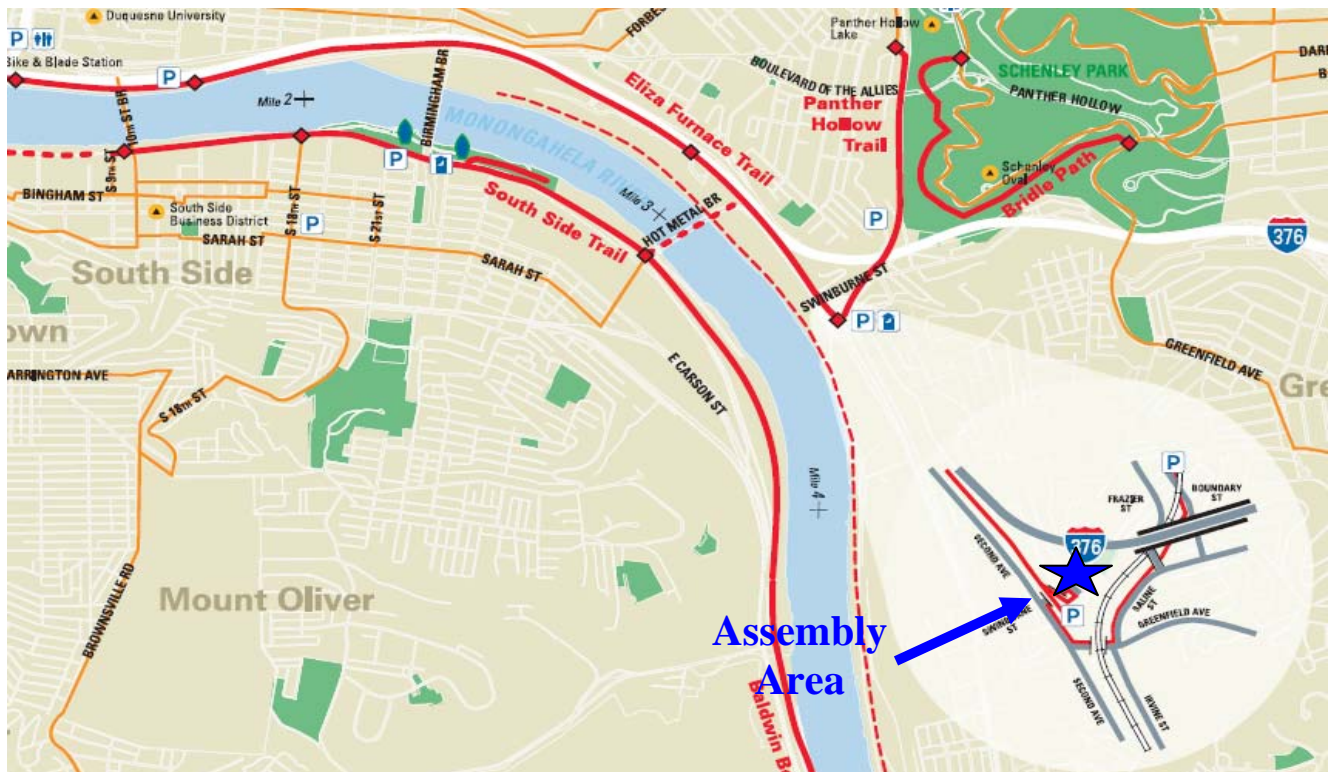 Duquesne University
P
Bike & Blade Station
P
10TH ST BR
Mile 2
BIRMINGHAM BR
MONONGAHELA RIVER
FORBES
Eliza Furnace Trail
BOULEVARD OF THE ALLIES
Panther Hollow
Lake
Panther
Hollow
Trail
SCHENLEY PARK
PANTHER HOLLOW
Schenley
Oval
Bridle Path
DAR
B
S 9TH ST
BINGHAM ST
South Side
Business District
S 18TH ST
P
P
S 21ST ST
SARAH ST
SARAH ST
South Side Trail
Mile 3
HOT METAL BR
P
376
SWINBURNE ST
P
South Side
own
ARRINGTON AVE
S 18TH ST
E CARSON ST
GREENFIELD AVE
Gre
Mile 4
BROWNSVILLE RD
Mount Oliver
Baldwin Bo
Assembly
Area
P
FRAZIER
ST
BOUNDARY
ST
376
SECOND AVE
SWINBURNE
ST
P
SALINE
ST
GREENFIELD AVE
SECOND AVE
IRVINE ST